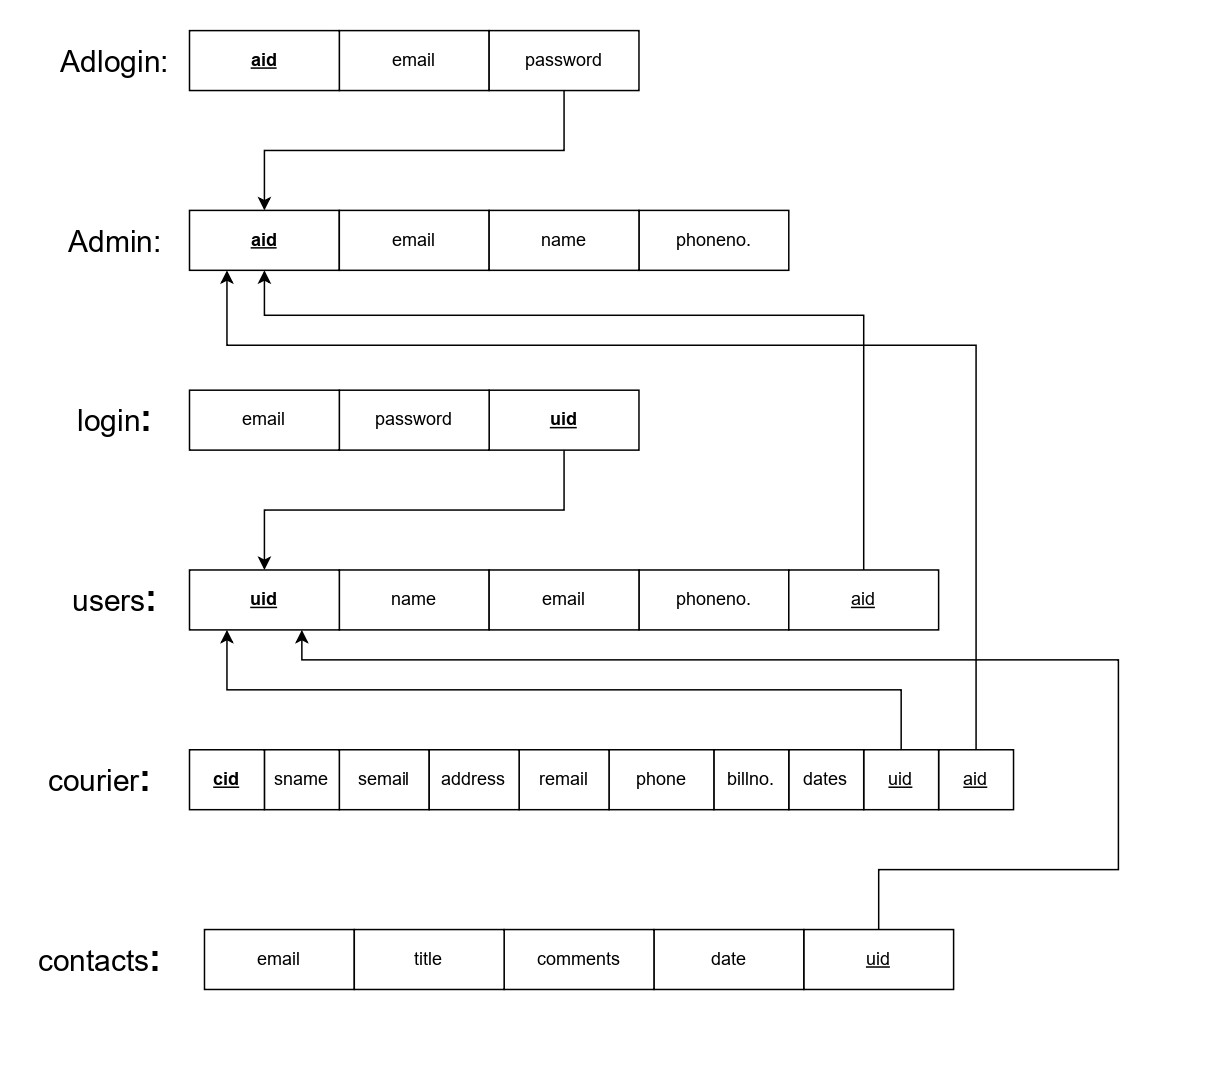 Adlogin: aid email password
Admin: aid email name phoneno.
login: email password uid
users: uid name email phoneno. aid
courier: cid sname semail address remail phone billno. dates uid aid
contacts: email title comments date uid